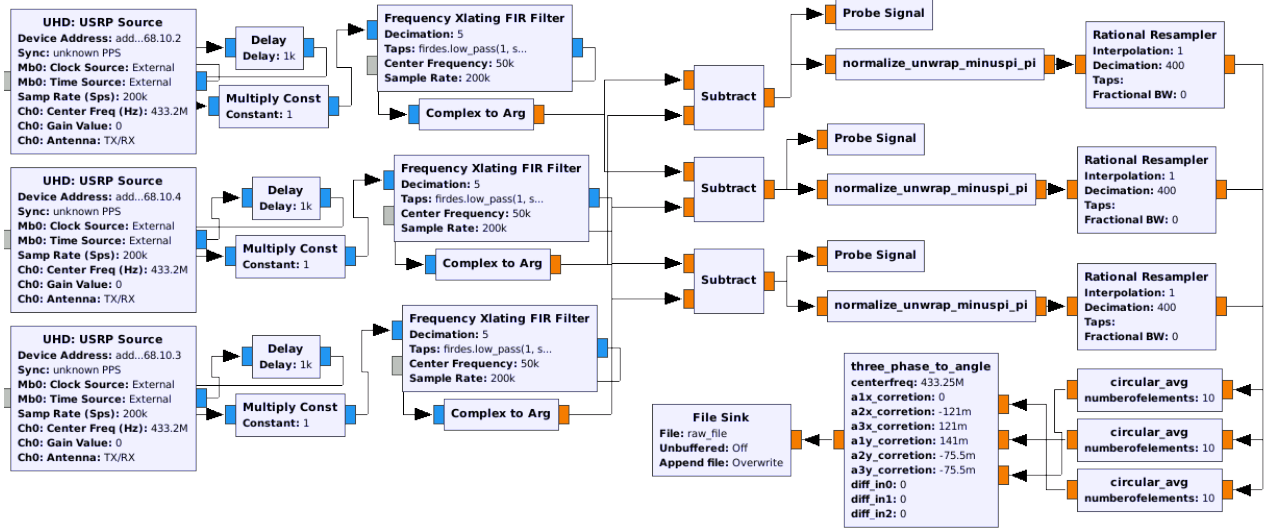 UHD: USRP Source
Device Address: add...68.10.2
Sync: unknown PPS
Mb0: Clock Source: External
Mb0: Time Source: External
Samp Rate (Sps): 200k
Ch0: Center Freq (Hz): 433.2M
Ch0: Gain Value: 0
Ch0: Antenna: TX/RX
Delay
Delay: 1k
Multiply Const
Constant: 1
Frequency Xlating FIR Filter
Decimation: 5
Taps: firdes.low_pass(1, s...
Center Frequency: 50k
Sample Rate: 200k
Complex to Arg
Subtract
Probe Signal
normalize_unwrap_minuspi_pi
Rational Resampler
Interpolation: 1
Decimation: 400
Taps:
Fractional BW: 0
UHD: USRP Source
Device Address: add...68.10.4
Sync: unknown PPS
Mb0: Clock Source: External
Mb0: Time Source: External
Samp Rate (Sps): 200k
Ch0: Center Freq (Hz): 433.2M
Ch0: Gain Value: 0
Ch0: Antenna: TX/RX
Delay
Delay: 1k
Multiply Const
Constant: 1
Frequency Xlating FIR Filter
Decimation: 5
Taps: firdes.low_pass(1, s...
Center Frequency: 50k
Sample Rate: 200k
Complex to Arg
Subtract
Probe Signal
normalize_unwrap_minuspi_pi
Rational Resampler
Interpolation: 1
Decimation: 400
Taps:
Fractional BW: 0
UHD: USRP Source
Device Address: add...68.10.3
Sync: unknown PPS
Mb0: Clock Source: External
Mb0: Time Source: External
Samp Rate (Sps): 200k
Ch0: Center Freq (Hz): 433.2M
Ch0: Gain Value: 0
Ch0: Antenna: TX/RX
Delay
Delay: 1k
Multiply Const
Constant: 1
Frequency Xlating FIR Filter
Decimation: 5
Taps: firdes.low_pass(1, s...
Center Frequency: 50k
Sample Rate: 200k
Complex to Arg
Subtract
Probe Signal
normalize_unwrap_minuspi_pi
Rational Resampler
Interpolation: 1
Decimation: 400
Taps:
Fractional BW: 0
File Sink
File: raw_file
Unbuffered: Off
Append file: Overwrite
three_phase_to_angle
centerfreq: 433.25M
a1x_corretion: 0
a2x_corretion: -121m
a3x_corretion: 121m
a1y_corretion: 141m
a2y_corretion: -75.5m
a3y_corretion: -75.5m
diff_in0: 0
diff_in1: 0
diff_in2: 0
circular_avg
numberofelements: 10
circular_avg
numberofelements: 10
circular_avg
numberofelements: 10